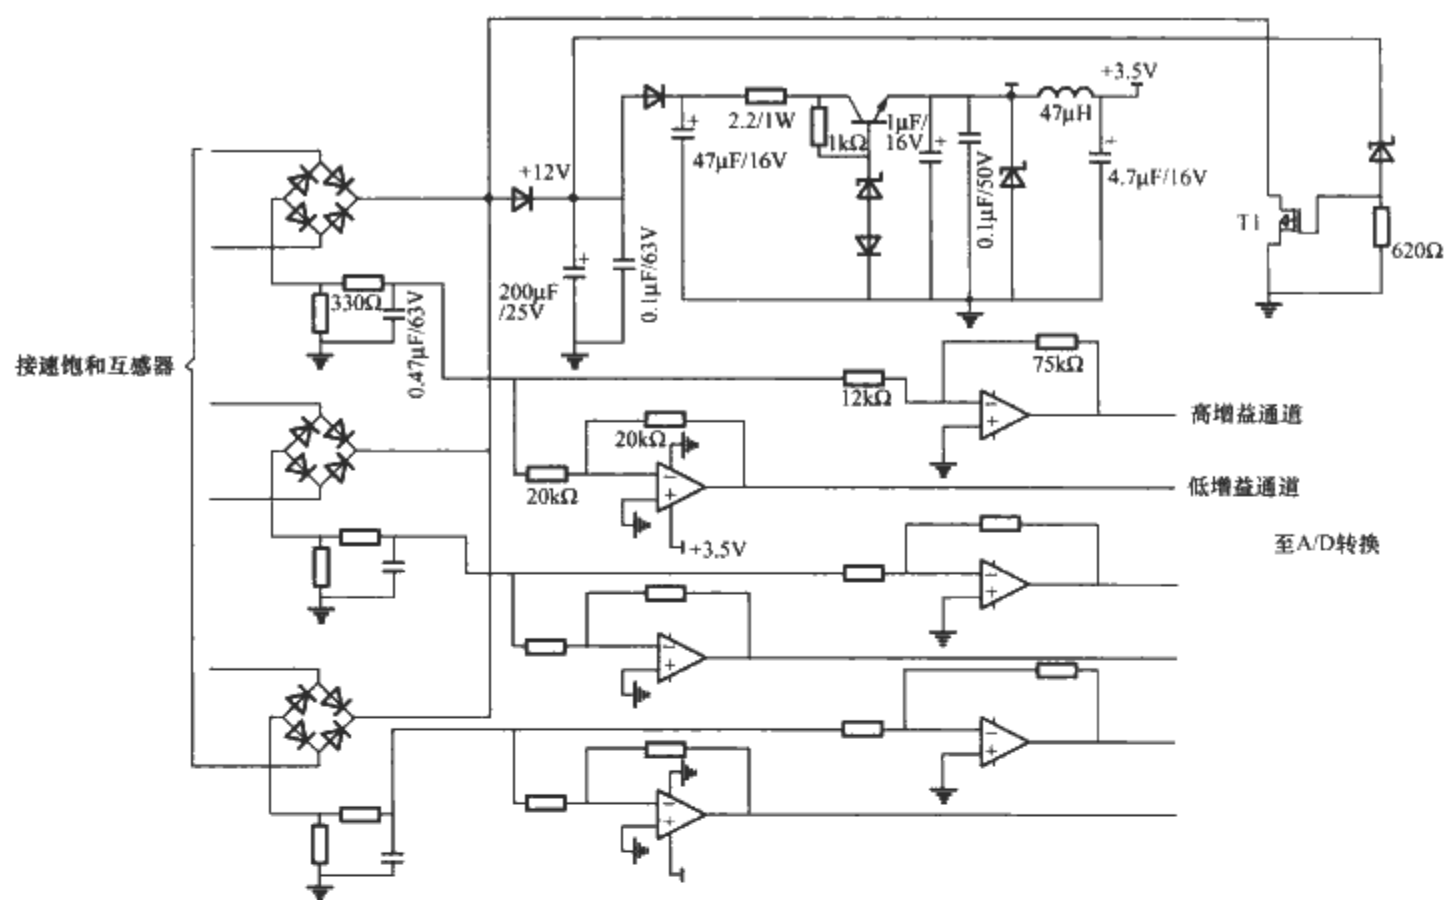 +3.5V
2.2/1W
1kΩ
1μF/
16V
47μH
47μF/16V
0.1μF/50V
4.7μF/16V
+12V
T1
620Ω
200μF
/25V
0.1μF/63V
330Ω
0.47μF/63V
接速饱和互感器
75kΩ
12kΩ
高增益通道
20kΩ
20kΩ
低增益通道
+3.5V
至A/D转换